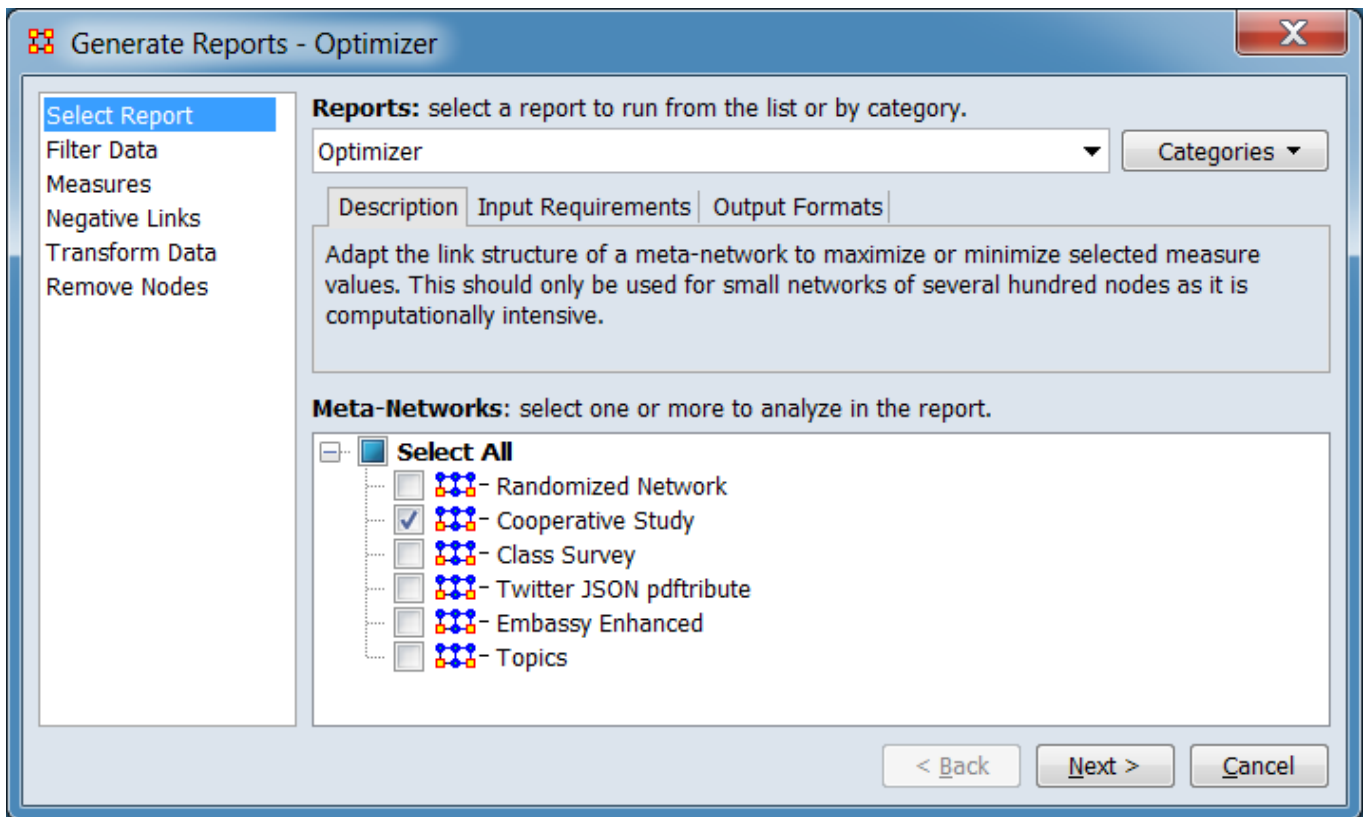 Generate Reports - Optimizer
Select Report
Filter Data
Measures
Negative Links
Transform Data
Remove Nodes
Reports: select a report to run from the list or by category.
Optimizer
Categories
Description Input Requirements Output Formats
Adapt the link structure of a meta-network to maximize or minimize selected measure
values. This should only be used for small networks of several hundred nodes as it is
computationally intensive.
Meta-Networks: select one or more to analyze in the report.
Select All
Randomized Network
Cooperative Study
Class Survey
Twitter JSON pdftribute
Embassy Enhanced
Topics
< Back Next > Cancel